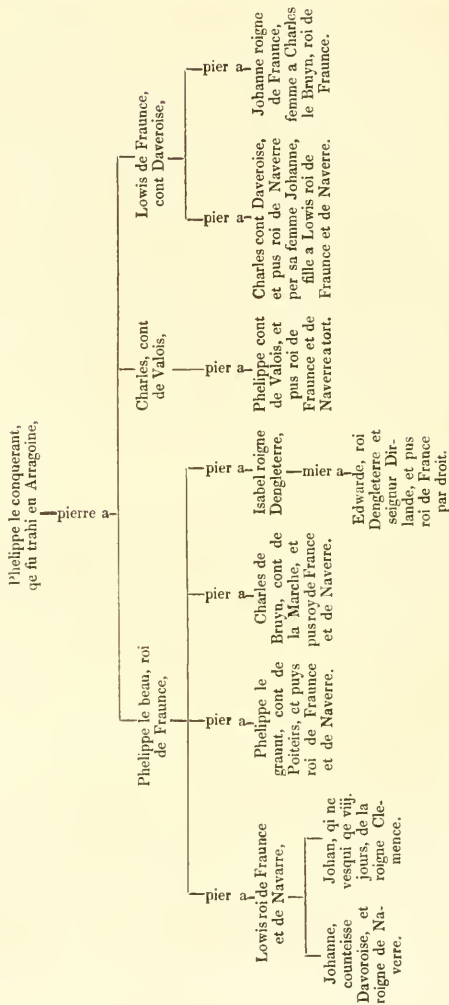 Phelippe le conquerant,
qe fu trahi en Arragoine,
pierre a
Phelippe le beau, roi
de Fraunce,
Charles, cont
de Valois,
Lowis de Fraunce,
cont Daveroise,
pier a
pier a
pier a
pier a
pier a
pier a
pier a
Lowis roi de Fraunce
et de Navarre,
Phelippe le
graunt, cont de
Poiteirs, et puys
roi de Fraunce
et de Naverre.
Charles de
Bruyn, cont de
la Marche, et
pus roy de France
et de Naverre.
Isabel roigne
Dengleterre,
Phelippe cont
de Valois, et
pus roi de
Fraunce et de
Naverre a tort.
Charles cont Daveroise,
et pus roi de Naverre
per sa femme Johanne,
fille a Lowis roi de
Fraunce et de Naverre.
Johanne roigne
de Fraunce,
femme a Charles
le Bruyn, roi de
Fraunce.
Johanne,
counteisse
Davoroise, et
roigne de Na-
verre.
Johan, qi ne
vesqui qe viij.
jours, de la
roigne Cle-
mence.
mier a
Edwarde, roi
Dengleterre et
seignur Dir-
lande, et pus
roi de France
par droit.